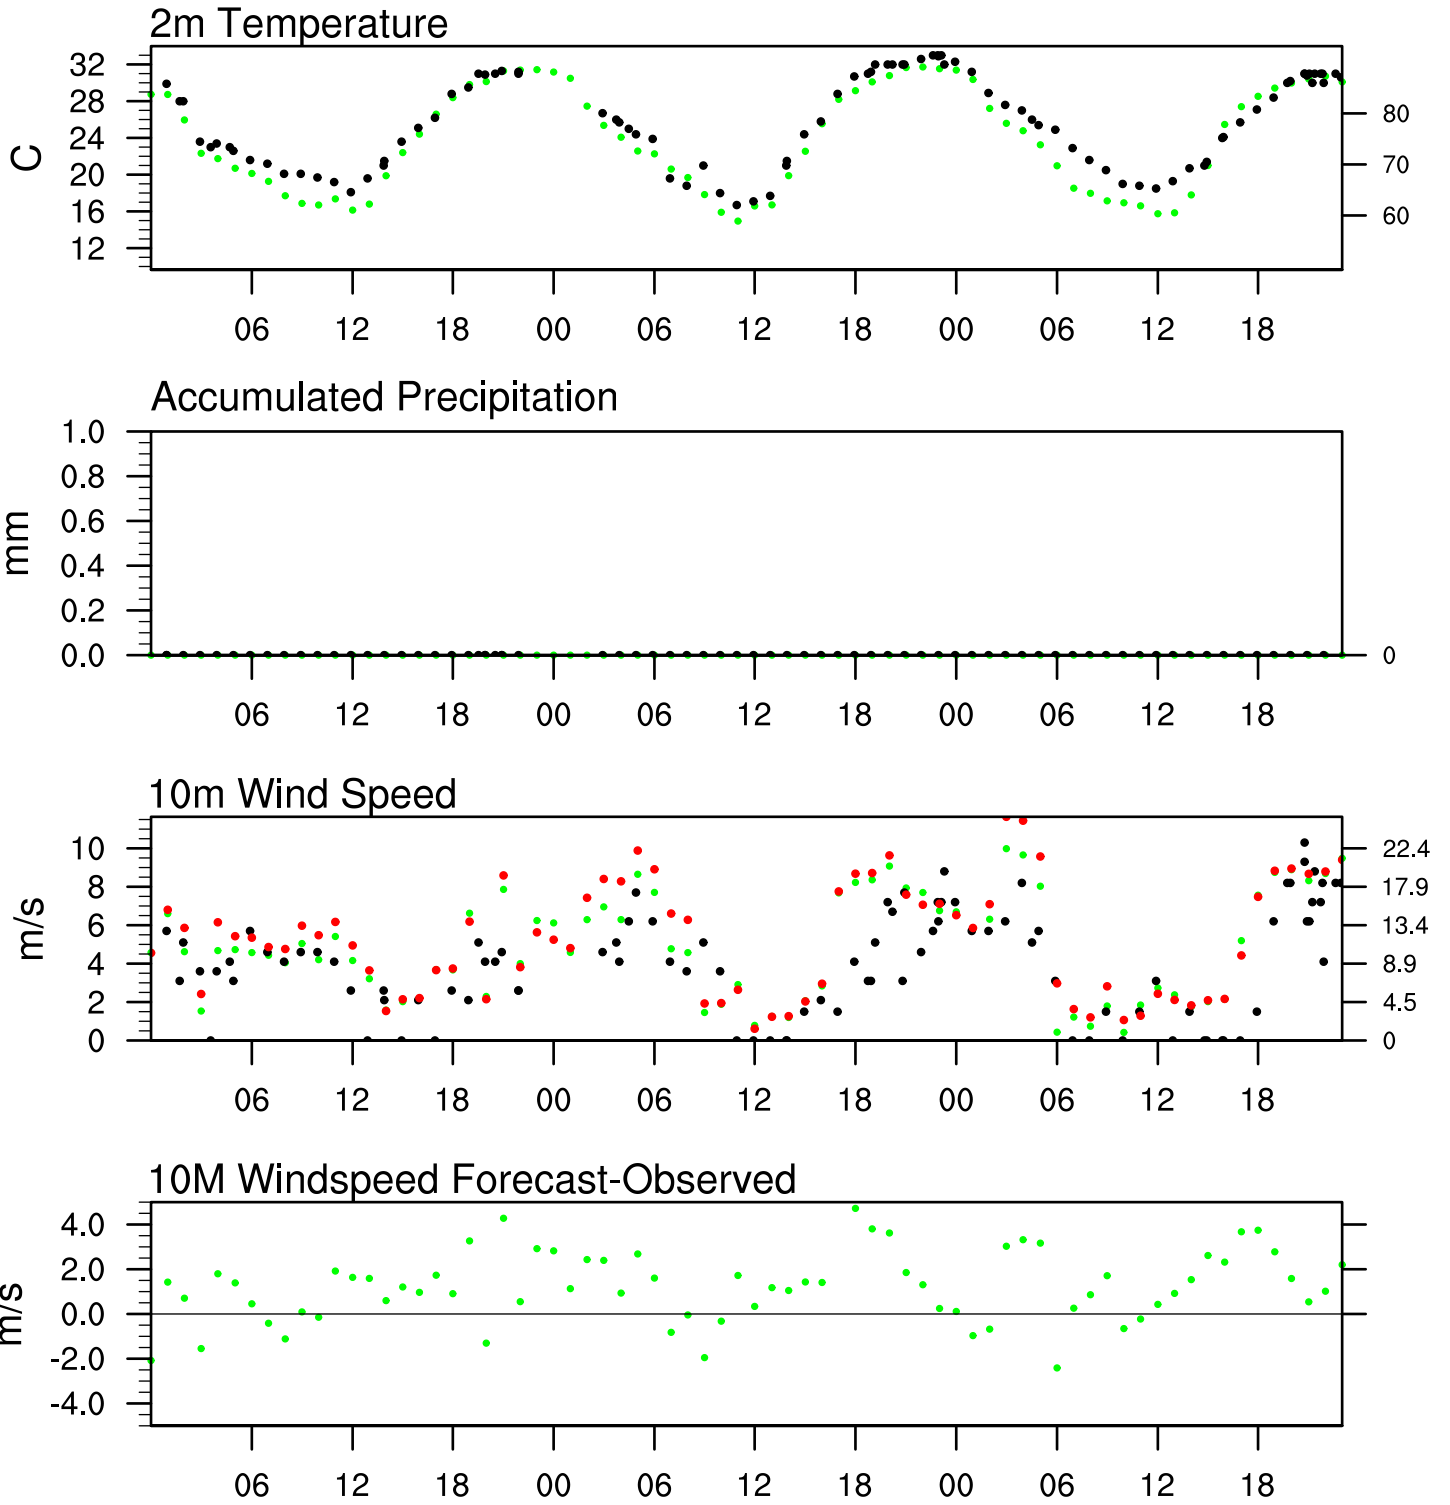 2m Temperature
32
28
24
20
16
12
C
80
70
60
06 12 18 00 06 12 18 00 06 12 18
Accumulated Precipitation
1.0
0.8
0.6
0.4
0.2
0.0
mm
0
06 12 18 00 06 12 18 00 06 12 18
10m Wind Speed
10
8
6
4
2
0
m/s
22.4
17.9
13.4
8.9
4.5
0
06 12 18 00 06 12 18 00 06 12 18
10M Windspeed Forecast-Observed
4.0
2.0
0.0
-2.0
-4.0
m/s
06 12 18 00 06 12 18 00 06 12 18